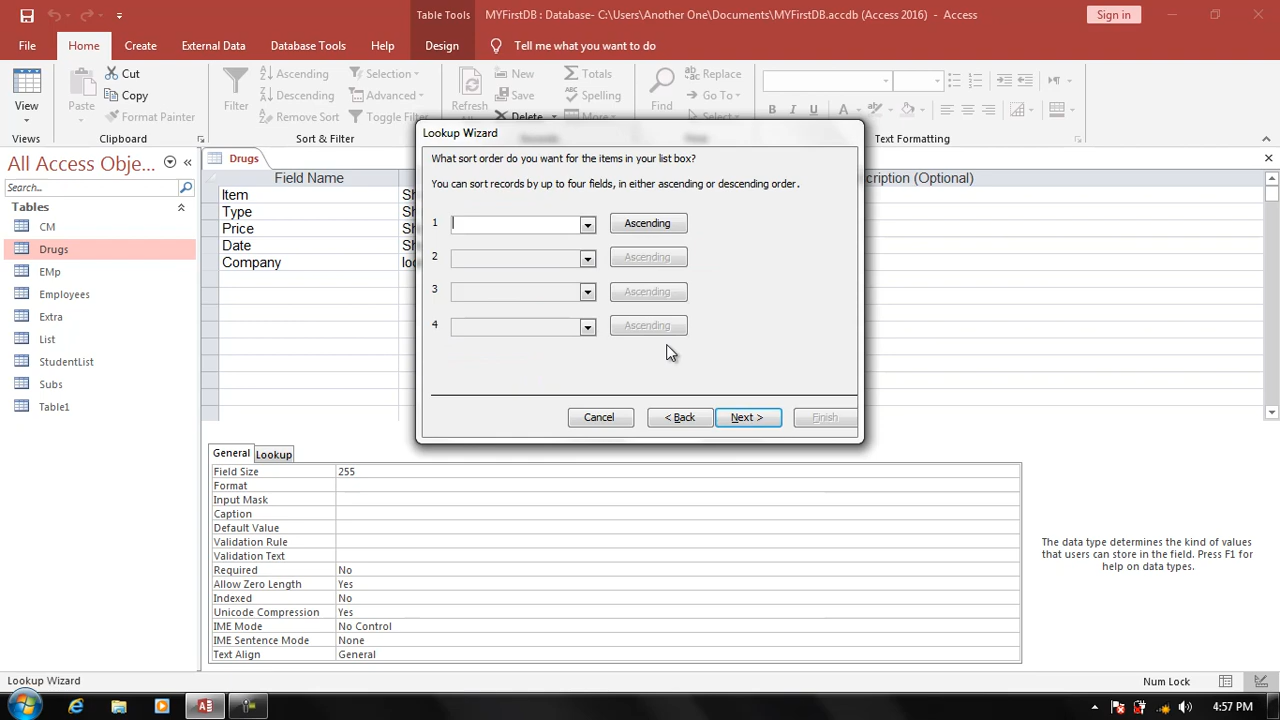 Table Tools
MYFirstDB : Database- C:\Users\Another One\Documents\MYFirstDB.accdb (Access 2016) - Access
Sign in
File
Home
Create
External Data
Database Tools
Help
Design
Tell me what you want to do
View
Views
Paste
Cut
Copy
Format Painter
Clipboard
Filter
Ascending
Descending
Remove Sort
Selection
Advanced
Toggle Filter
Sort & Filter
Refresh
New
Save
Delete
Totals
Spelling
More
Records
Find
Replace
Go To
Select
Find
Text Formatting
All Access Obje...
Search...
Tables
CM
Drugs
EMp
Employees
Extra
List
StudentList
Subs
Table1
Drugs
Field Name
cription (Optional)
Item
Sh
Type
Sh
Price
Sh
Date
Sh
Company
loo
Lookup Wizard
What sort order do you want for the items in your list box?
You can sort records by up to four fields, in either ascending or descending order.
1
Ascending
2
Ascending
3
Ascending
4
Ascending
Cancel
< Back
Next >
Finish
General
Lookup
Field Size 255
Format
Input Mask
Caption
Default Value
Validation Rule
Validation Text
Required No
Allow Zero Length Yes
Indexed No
Unicode Compression Yes
IME Mode No Control
IME Sentence Mode None
Text Align General
The data type determines the kind of values
that users can store in the field. Press F1 for
help on data types.
Lookup Wizard
Num Lock
4:57 PM